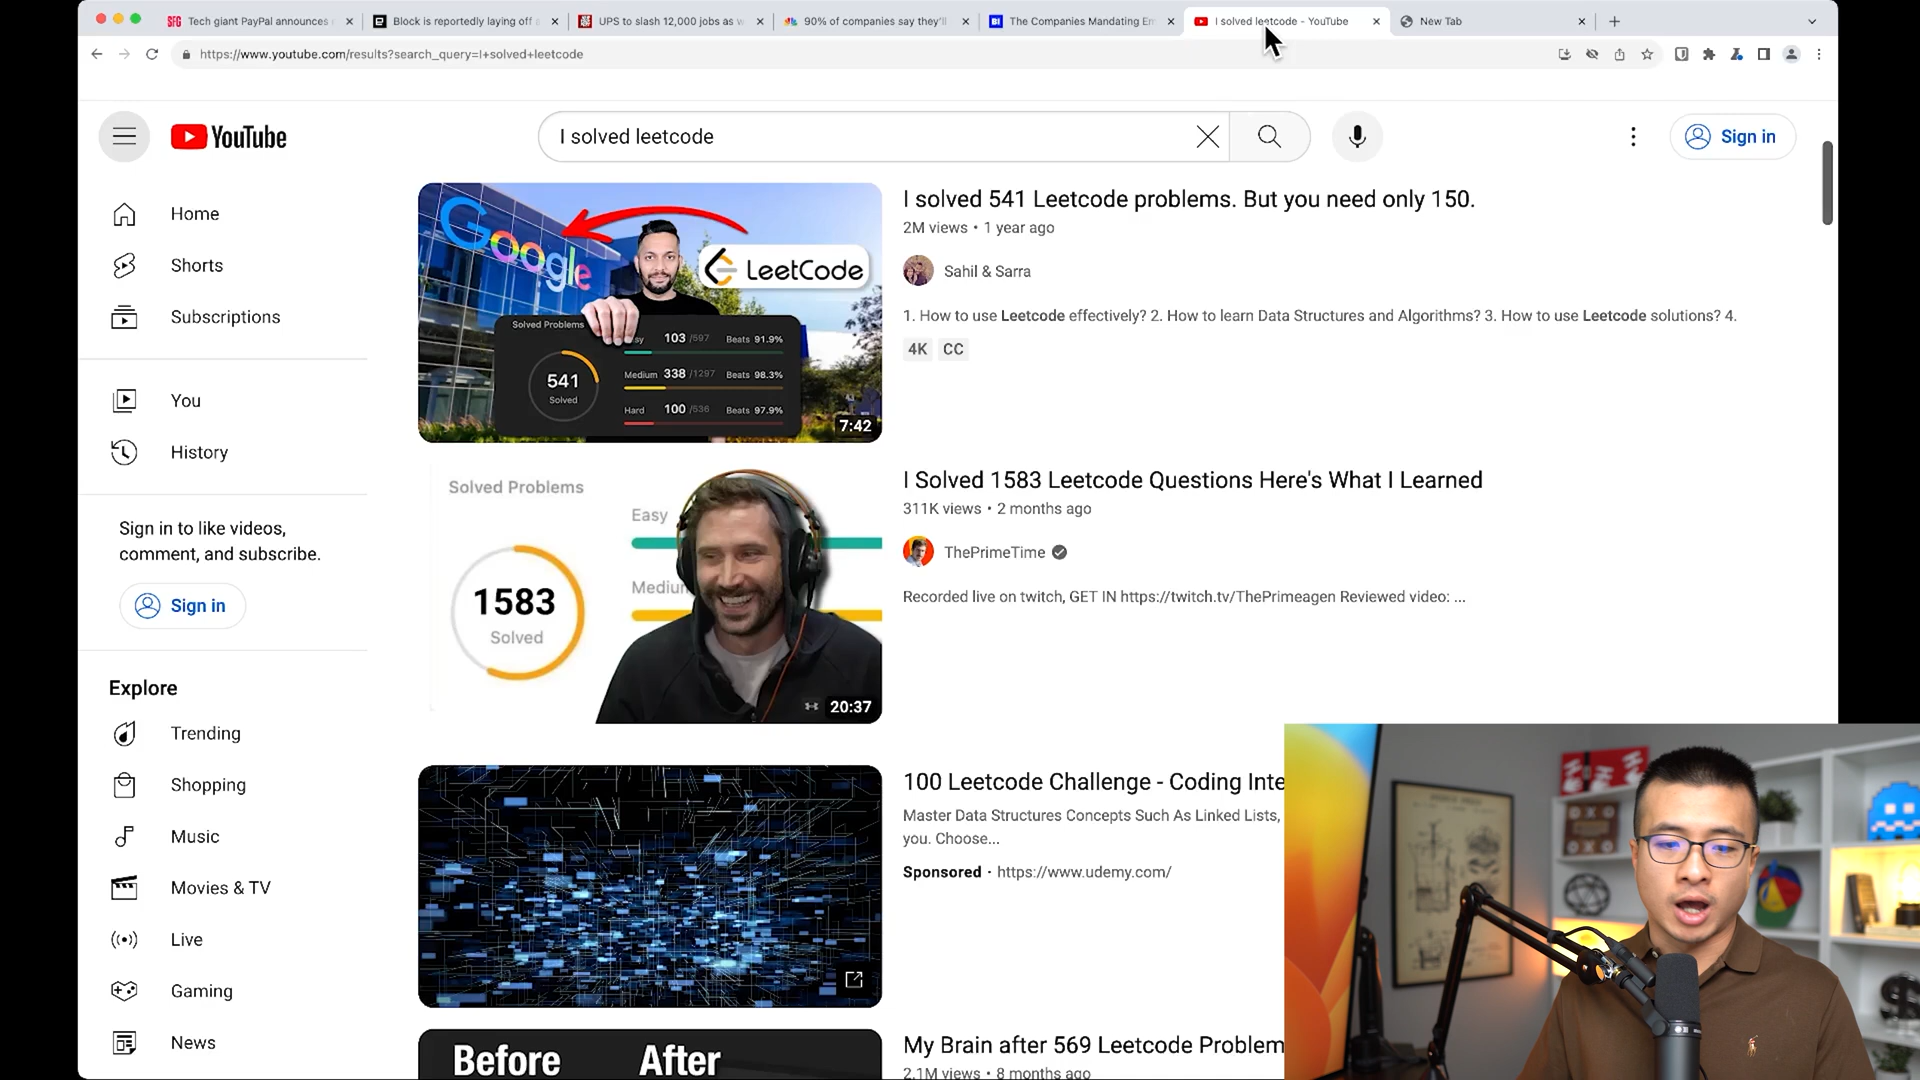 Tech giant PayPal announces
Block is reportedly laying off a
UPS to slash 12,000 jobs as w
90% of companies say they'll
BI
The Companies Mandating Em
I solved leetcode - YouTube
New Tab
https://www.youtube.com/results?search_query=I+solved+leetcode
YouTube
I solved leetcode
Sign in
Home
Shorts
Subscriptions
You
History
Sign in to like videos,
comment, and subscribe.
Sign in
Explore
Trending
Shopping
Music
Movies & TV
Live
Gaming
News
Google
LeetCode
Solved Problems
541
Solved
sy 103 /697 Beats 91.9%
Medium 338 /1297 Beats 98.3%
Hard 100 /536 Beats 97.9%
7:42
I solved 541 Leetcode problems. But you need only 150.
2M views • 1 year ago
Sahil & Sarra
1. How to use Leetcode effectively? 2. How to learn Data Structures and Algorithms? 3. How to use Leetcode solutions? 4.
4K CC
Solved Problems
Easy
Medium
1583
Solved
20:37
I Solved 1583 Leetcode Questions Here's What I Learned
311K views • 2 months ago
ThePrimeTime
Recorded live on twitch, GET IN https://twitch.tv/ThePrimeagen Reviewed video: ...
100 Leetcode Challenge - Coding Inte
Master Data Structures Concepts Such As Linked Lists,
you. Choose...
Sponsored · https://www.udemy.com/
Before After
My Brain after 569 Leetcode Problem
2.1M views • 8 months ago